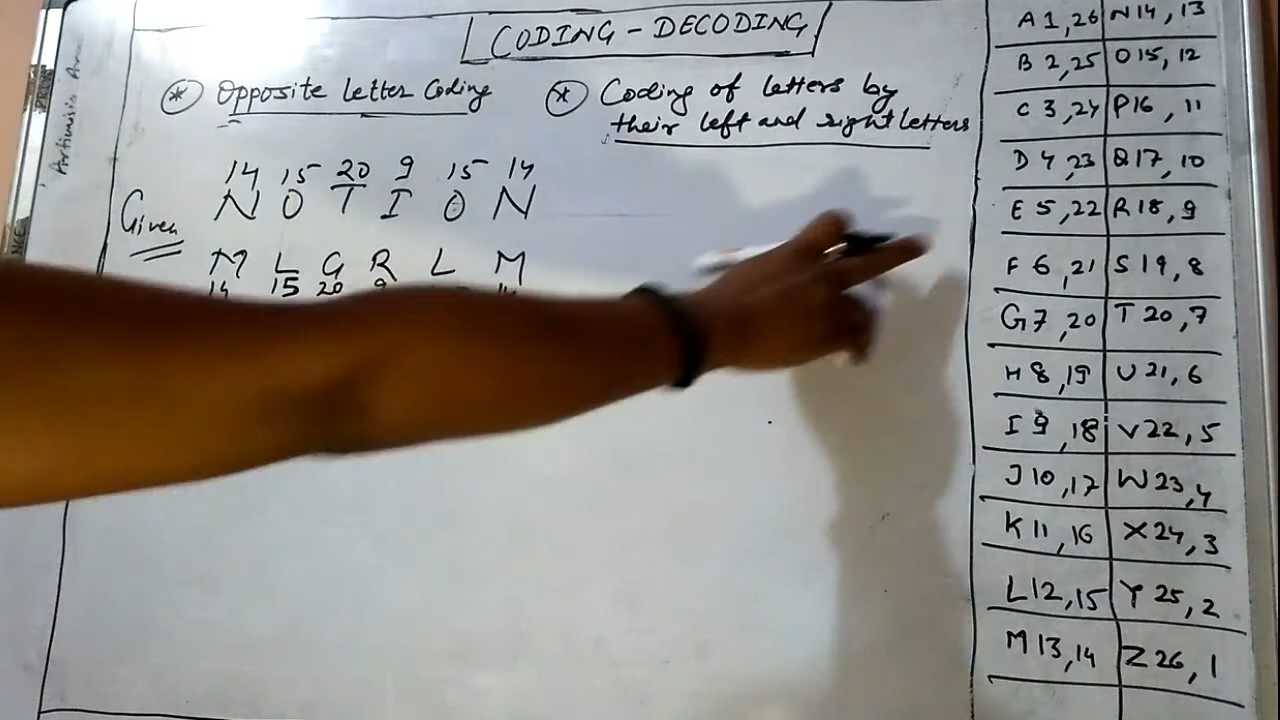 CODING - DECODING
* Opposite letter Coding
* Coding of letters by
their left and right letters
14 15 20 9 15 14
Given N O T I O N
M L G R L M
14 15 20 9 14
A 1, 26 N 14, 13
B 2, 25 O 15, 12
C 3, 24 P 16, 11
D 4, 23 Q 17, 10
E 5, 22 R 18, 9
F 6, 21 S 19, 8
G 7, 20 T 20, 7
H 8, 19 U 21, 6
I 9, 18 V 22, 5
J 10, 17 W 23, 4
K 11, 16 X 24, 3
L 12, 15 Y 25, 2
M 13, 14 Z 26, 1